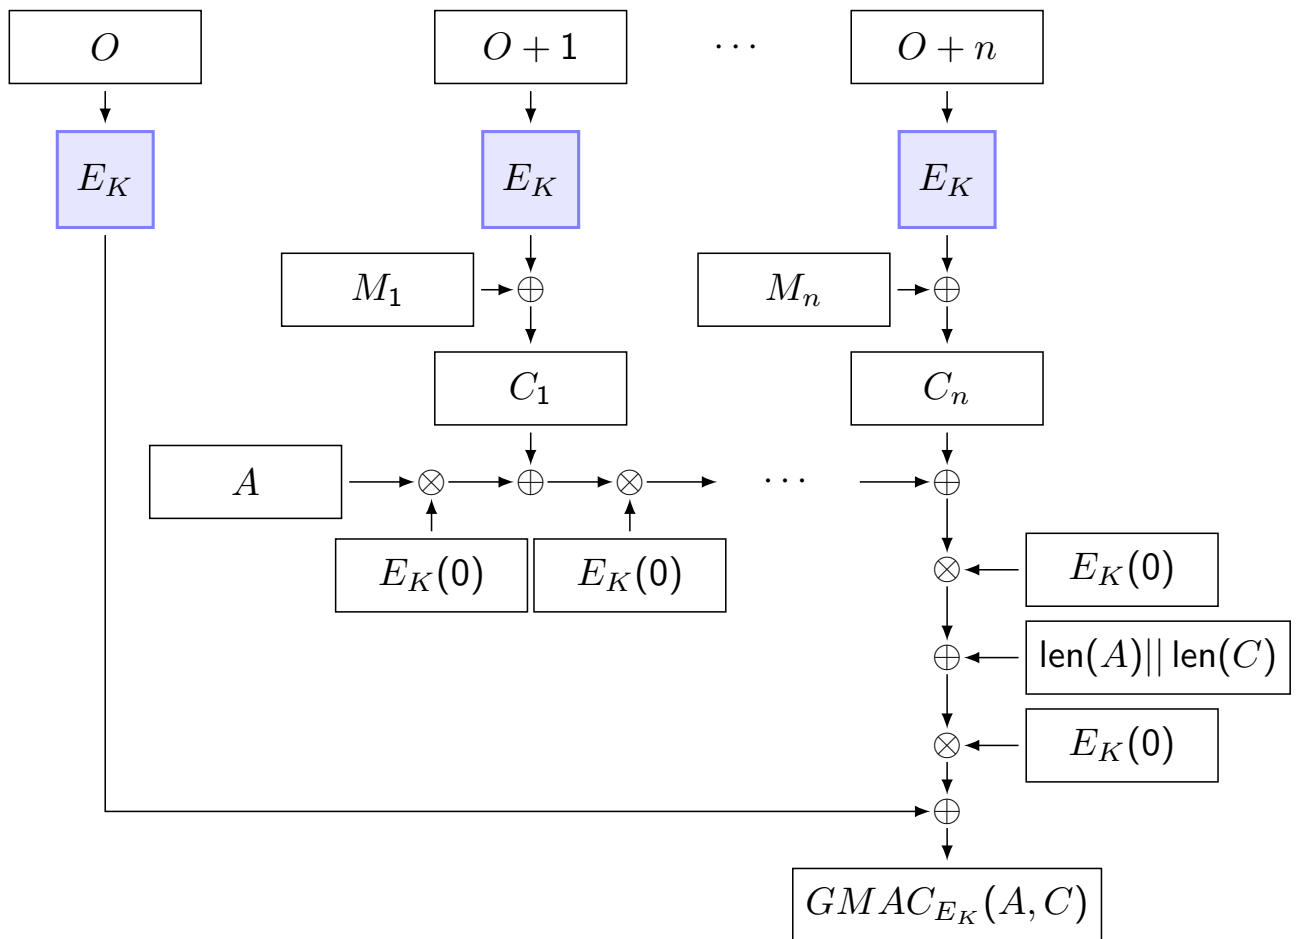 O O + 1 ⋯ O + n
E_K E_K E_K
M_1 M_n
C_1 C_n
A ⋯
E_K(0) E_K(0) E_K(0)
len(A)|| len(C)
E_K(0)
GMAC_{E_K}(A, C)